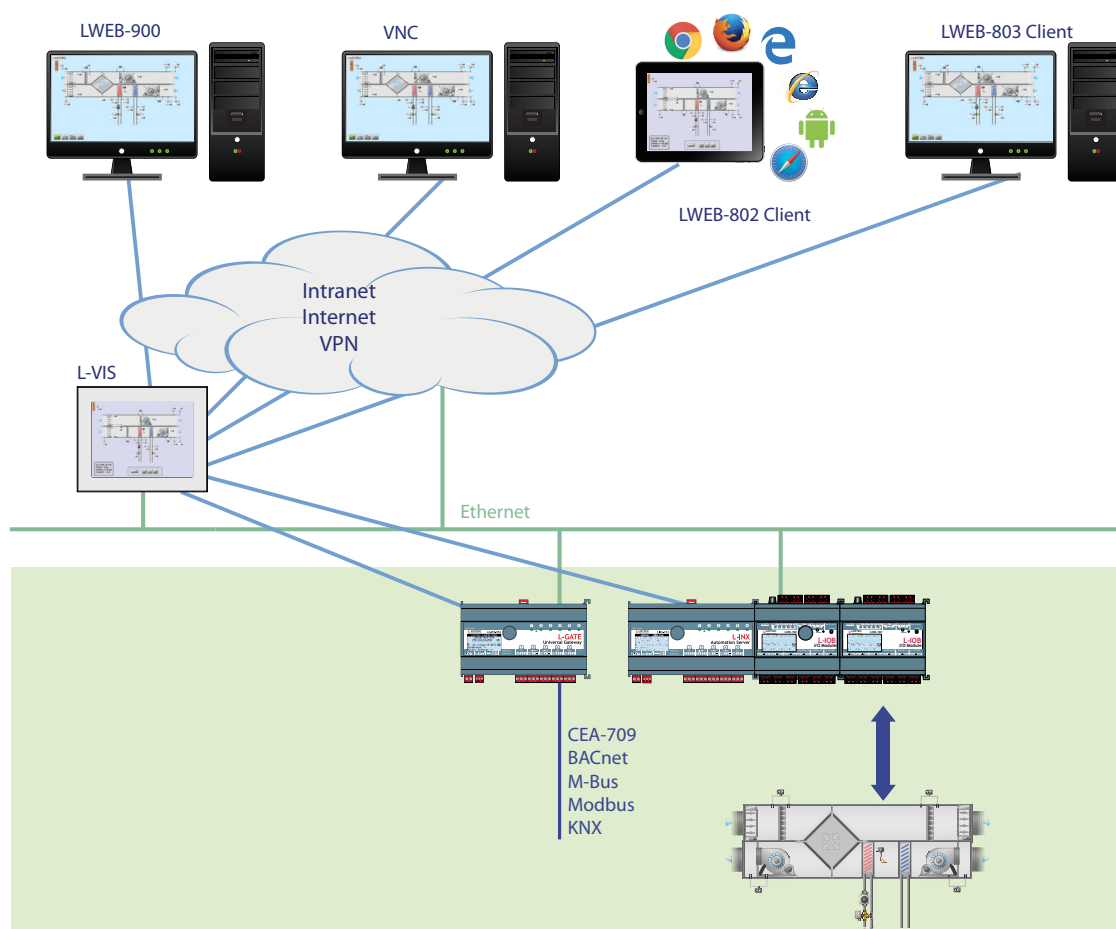 LWEB-900
VNC
LWEB-803 Client
LWEB-802 Client
Intranet
Internet
VPN
L-VIS
Ethernet
L-GATE
Universal Gateway
L-INX
Automation Server
L-IOB
I/O Module
L-IOB
I/O Module
CEA-709
BACnet
M-Bus
Modbus
KNX